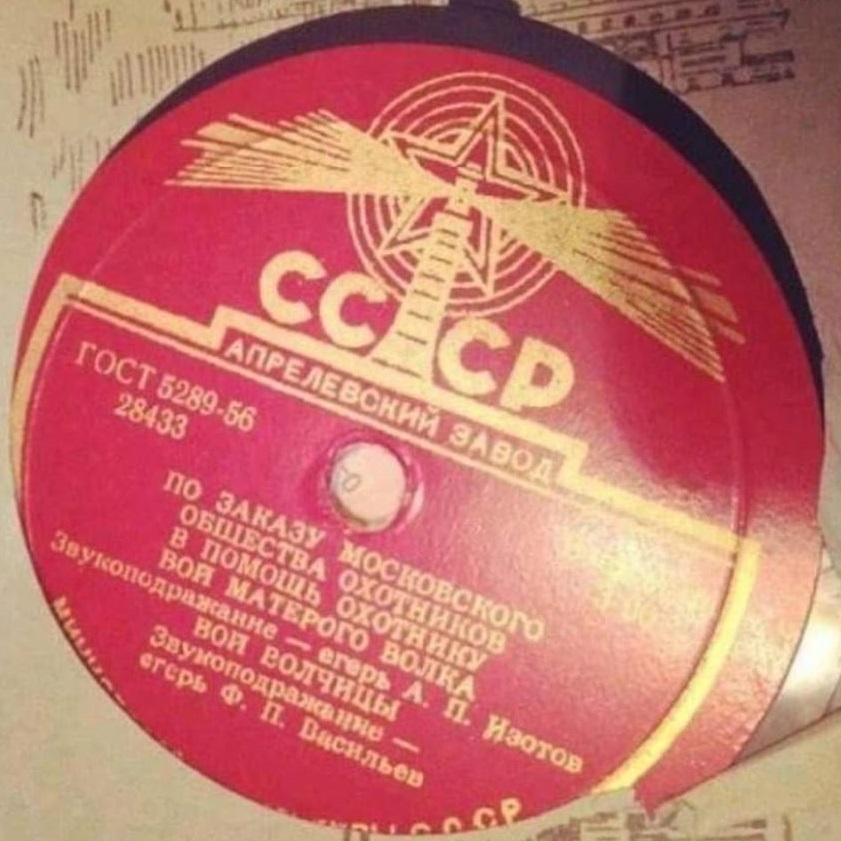 СССР
АПРЕЛЕВСКИЙ ЗАВОД
ГОСТ 5289-56
28433
ПО ЗАКАЗУ МОСКОВСКОГО
ОБЩЕСТВА ОХОТНИКОВ
В ПОМОЩЬ ОХОТНИКУ
ВОЙ МАТЕРОГО ВОЛКА
Звукоподражание — егерь А. П. Изотов
ВОЙ ВОЛЧИЦЫ
Звукоподражание —
егерь Ф. П. Васильев
СССР